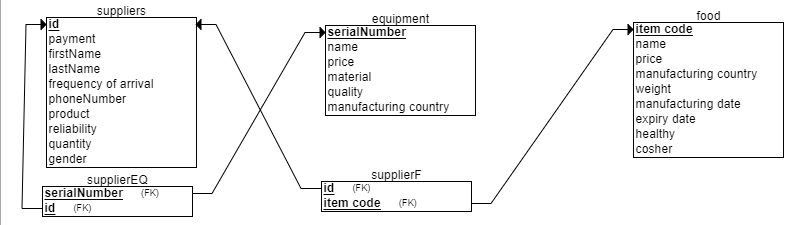 suppliers
id
payment
firstName
lastName
frequency of arrival
phoneNumber
product
reliability
quantity
gender
equipment
serialNumber
name
price
material
quality
manufacturing country
food
item code
name
price
manufacturing country
weight
manufacturing date
expiry date
healthy
cosher
supplierEQ
serialNumber (FK)
id (FK)
supplierF
id (FK)
item code (FK)